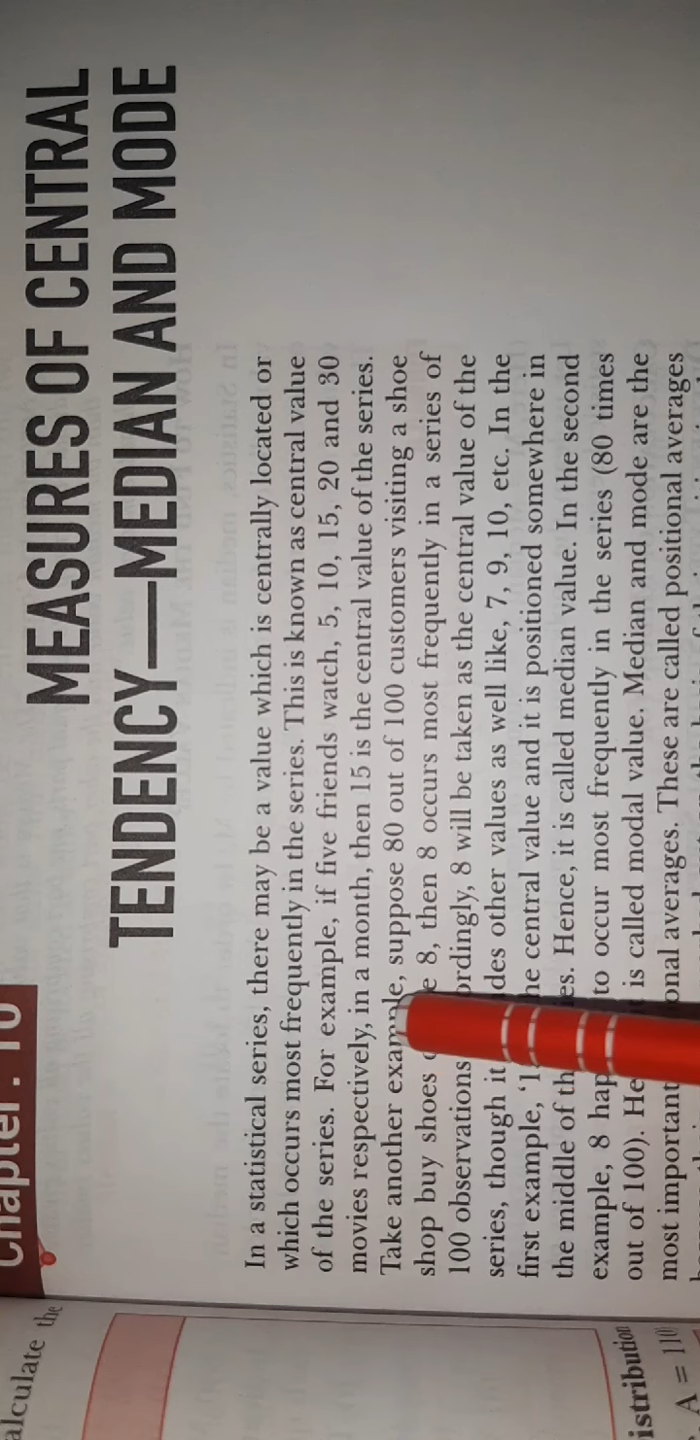 Chapter : 10
MEASURES OF CENTRAL
TENDENCY—MEDIAN AND MODE
In a statistical series, there may be a value which is centrally located or
which occurs most frequently in the series. This is known as central value
of the series. For example, if five friends watch, 5, 10, 15, 20 and 30
movies respectively, in a month, then 15 is the central value of the series.
Take another example, suppose 80 out of 100 customers visiting a shoe
shop buy shoes 8, then 8 occurs most frequently in a series of
100 observations ordingly, 8 will be taken as the central value of the
series, though it des other values as well like, 7, 9, 10, etc. In the
first example, ‘1 he central value and it is positioned somewhere in
the middle of th es. Hence, it is called median value. In the second
example, 8 hap to occur most frequently in the series (80 times
out of 100). He is called modal value. Median and mode are the
most important onal averages. These are called positional averages
alculate the
istribution
A = 110